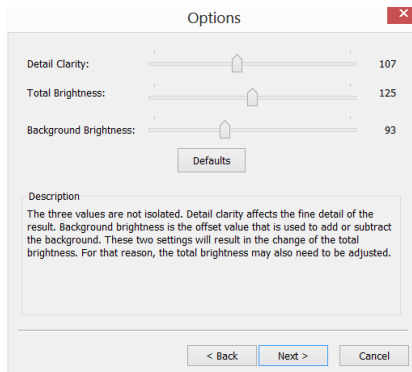 Options
Detail Clarity: 107
Total Brightness: 125
Background Brightness: 93
Defaults
Description
The three values are not isolated. Detail clarity affects the fine detail of the
result. Background brightness is the offset value that is used to add or subtract
the background. These two settings will result in the change of the total
brightness. For that reason, the total brightness may also need to be adjusted.
< Back Next > Cancel